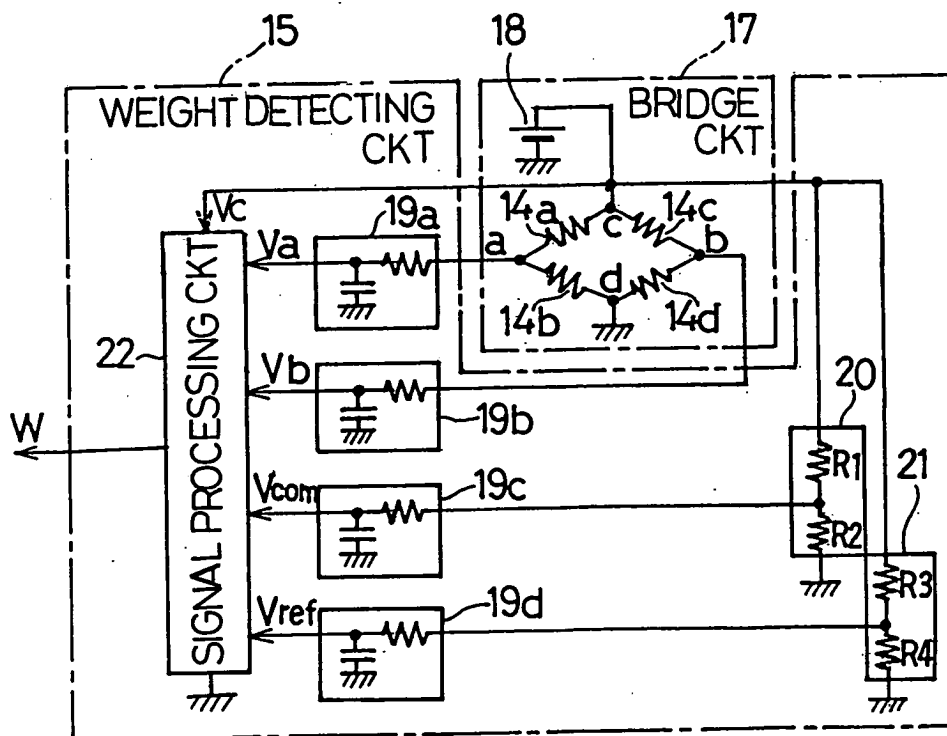 15
18
17
WEIGHT DETECTING
CKT
BRIDGE
CKT
Vc
14a
14c
19a
Va
a
c
b
d
14b
14d
22
SIGNAL PROCESSING CKT
Vb
19b
20
W
R1
21
Vcom
19c
R2
R3
Vref
19d
R4